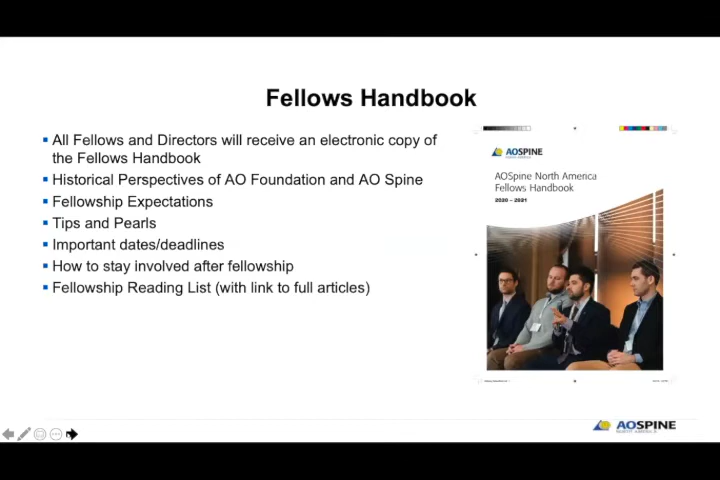 Fellows Handbook
▪ All Fellows and Directors will receive an electronic copy of
the Fellows Handbook
▪ Historical Perspectives of AO Foundation and AO Spine
▪ Fellowship Expectations
▪ Tips and Pearls
▪ Important dates/deadlines
▪ How to stay involved after fellowship
▪ Fellowship Reading List (with link to full articles)
AOSPINE
NORTH AMERICA
AOSpine North America
Fellows Handbook
2020 – 2021
AOSPINE
NORTH AMERICA